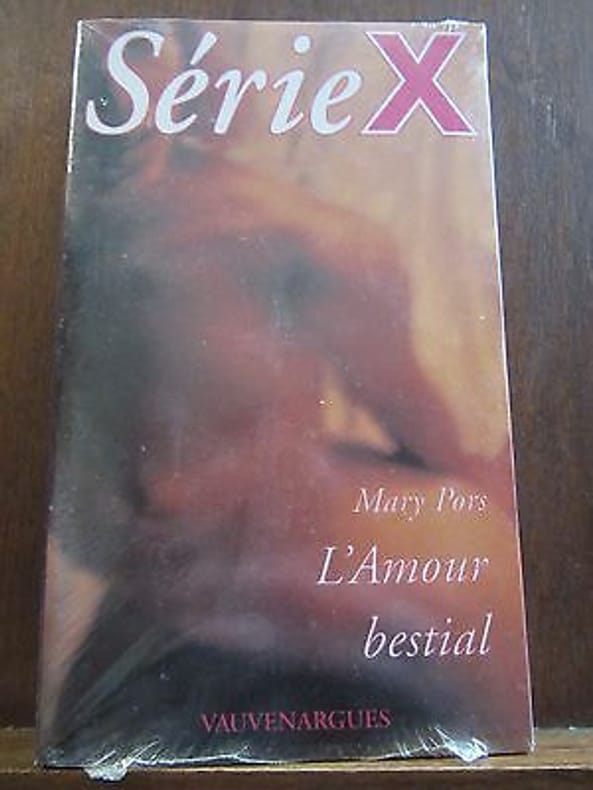 Série X
Mary Pors
L'Amour
bestial
VAUVENARGUES